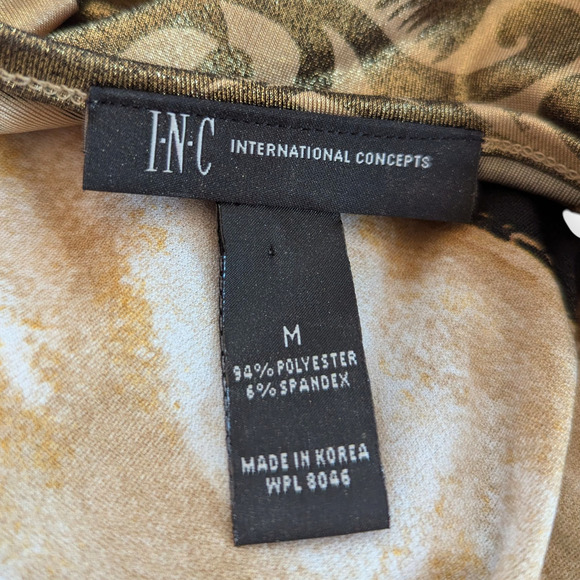 I·N·C INTERNATIONAL CONCEPTS
M
94% POLYESTER
6% SPANDEX
MADE IN KOREA
WPL 8046